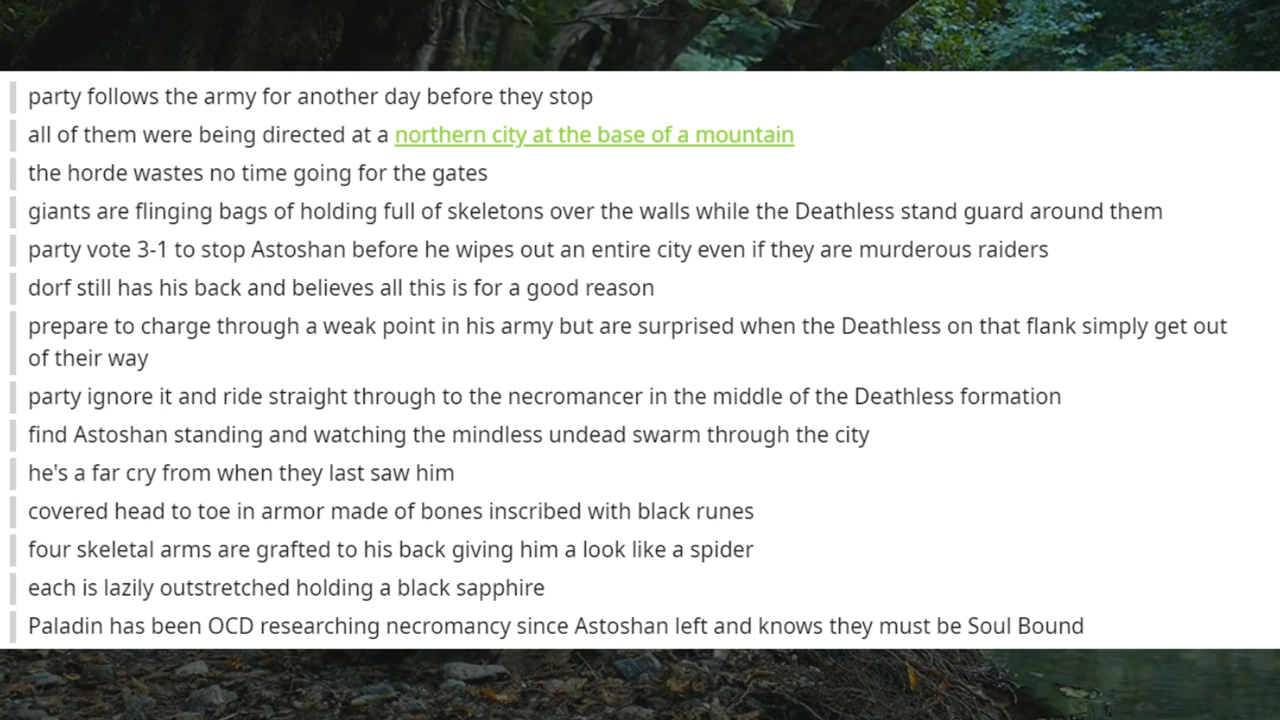 party follows the army for another day before they stop
all of them were being directed at a northern city at the base of a mountain
the horde wastes no time going for the gates
giants are flinging bags of holding full of skeletons over the walls while the Deathless stand guard around them
party vote 3-1 to stop Astoshan before he wipes out an entire city even if they are murderous raiders
dorf still has his back and believes all this is for a good reason
prepare to charge through a weak point in his army but are surprised when the Deathless on that flank simply get out
of their way
party ignore it and ride straight through to the necromancer in the middle of the Deathless formation
find Astoshan standing and watching the mindless undead swarm through the city
he's a far cry from when they last saw him
covered head to toe in armor made of bones inscribed with black runes
four skeletal arms are grafted to his back giving him a look like a spider
each is lazily outstretched holding a black sapphire
Paladin has been OCD researching necromancy since Astoshan left and knows they must be Soul Bound